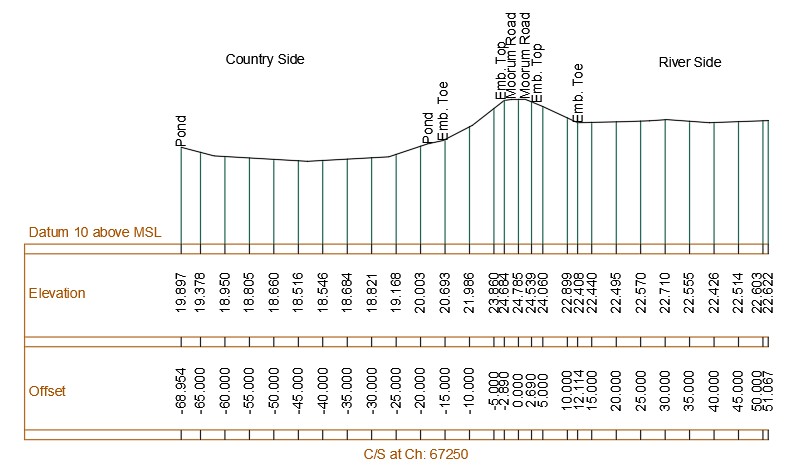 Country Side
River Side
Pond
Pond
Emb. Toe
Emb. Top
Moorum Road
Moorum Road
Emb. Top
Emb. Toe
Datum 10 above MSL
Elevation
19.897 19.378 18.950 18.805 18.660 18.516 18.546 18.684 18.821 19.168 20.003 20.693 21.986 23.860 24.684 24.785 24.539 24.060 22.899 22.408 22.440 22.495 22.570 22.710 22.555 22.426 22.514 22.603 22.622
Offset
-68.954 -65.000 -60.000 -55.000 -50.000 -45.000 -40.000 -35.000 -30.000 -25.000 -20.000 -15.000 -10.000 -5.000 -2.890 0.000 2.690 5.000 10.000 12.114 15.000 20.000 25.000 30.000 35.000 40.000 45.000 50.000 51.067
C/S at Ch: 67250